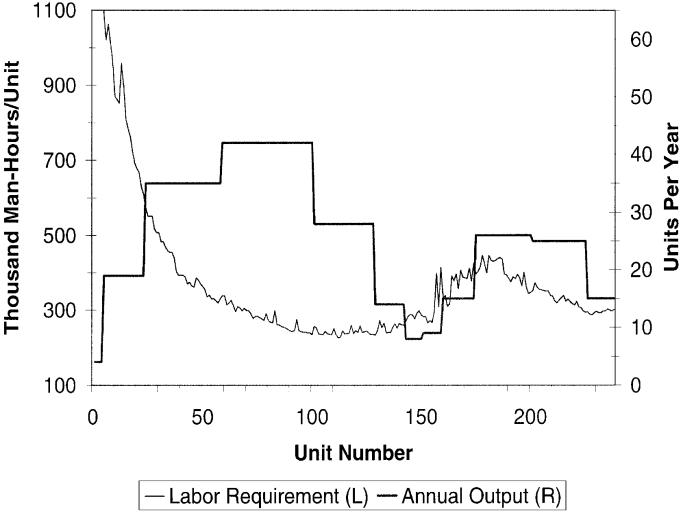 Thousand Man-Hours/Unit
1100
900
700
500
300
100
60
50
40
30
20
10
0
Units Per Year
0 50 100 150 200
Unit Number
Labor Requirement (L) Annual Output (R)